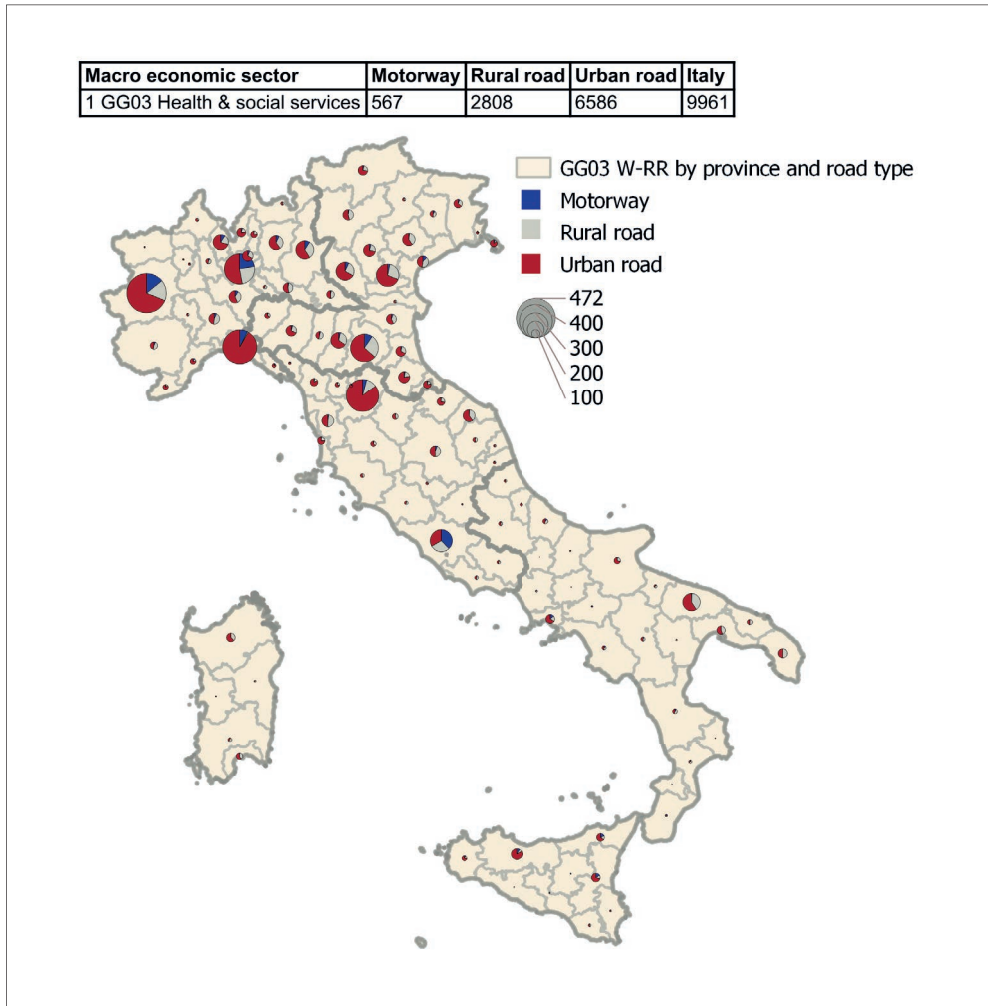 Macro economic sector Motorway Rural road Urban road Italy
1 GG03 Health & social services 567 2808 6586 9961
GG03 W-RR by province and road type
Motorway
Rural road
Urban road
472
400
300
200
100